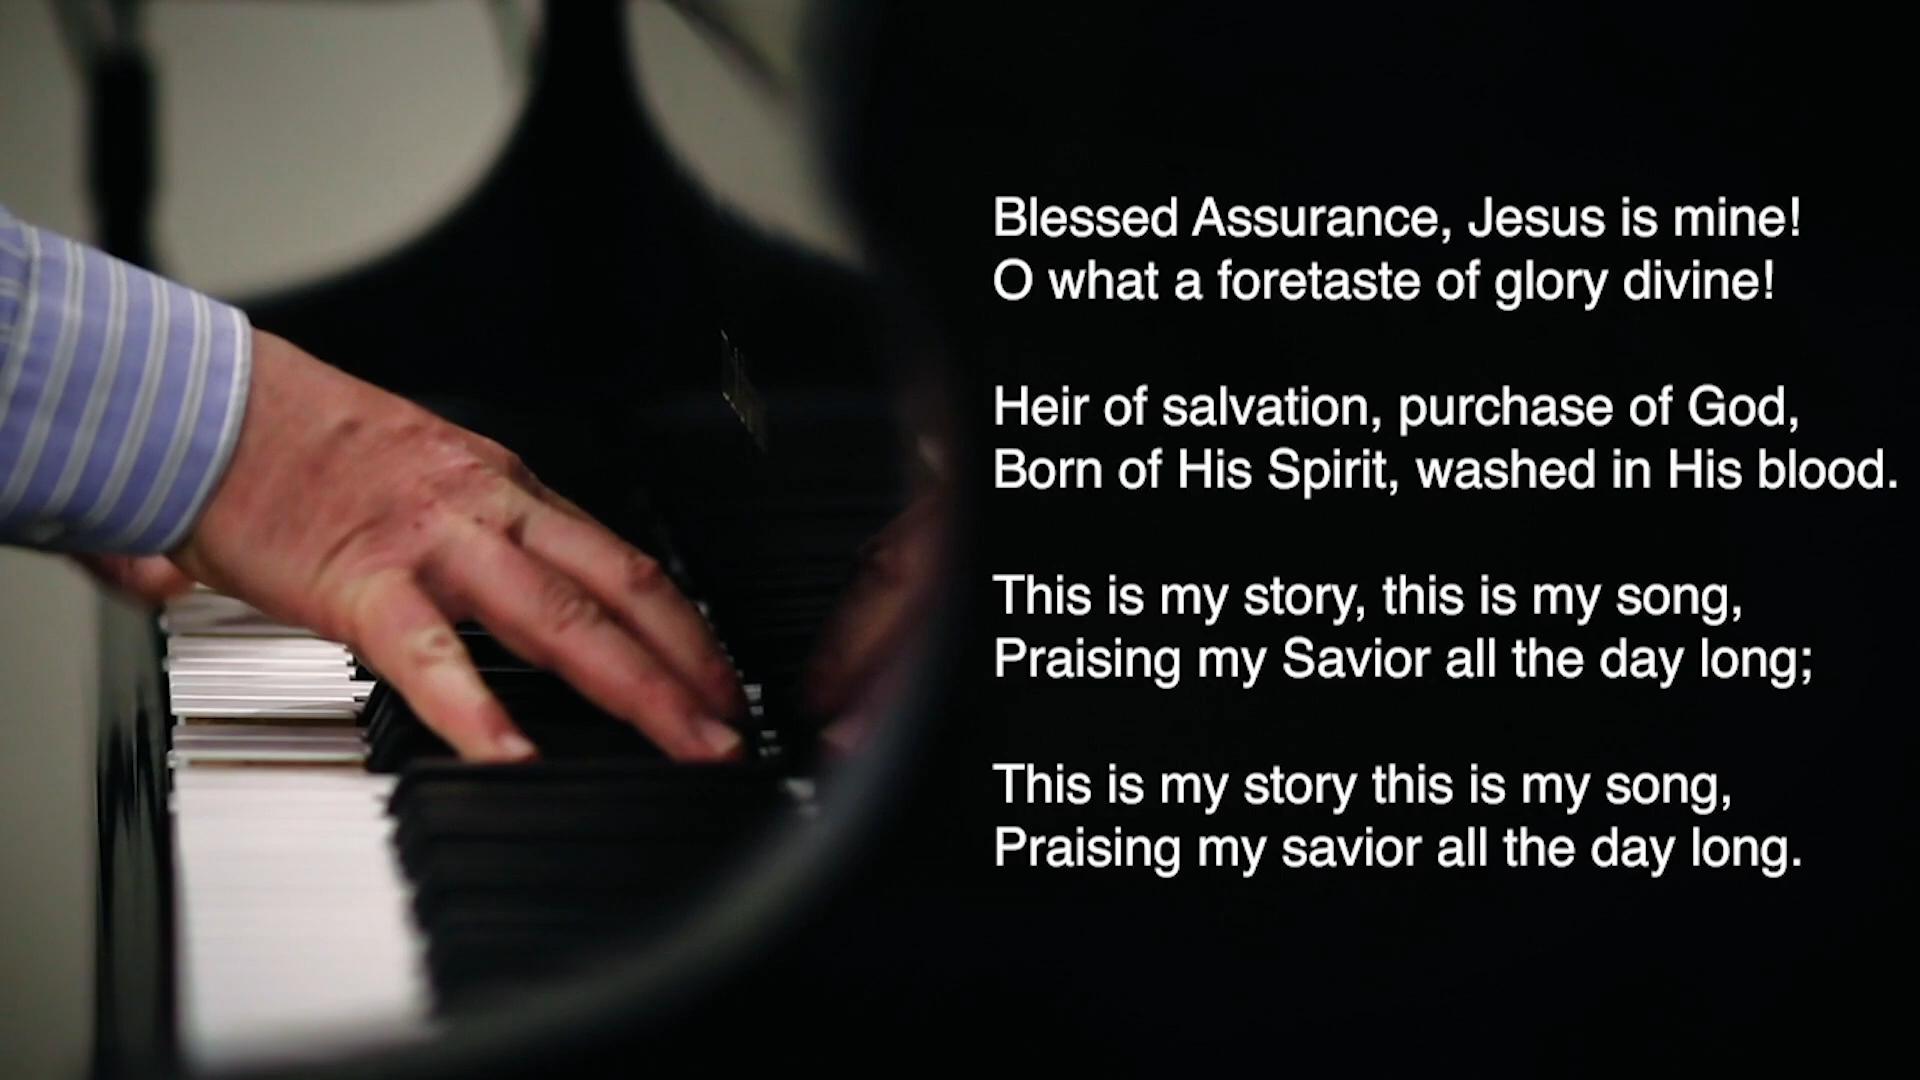 Blessed Assurance, Jesus is mine!
O what a foretaste of glory divine!
Heir of salvation, purchase of God,
Born of His Spirit, washed in His blood.
This is my story, this is my song,
Praising my Savior all the day long;
This is my story this is my song,
Praising my savior all the day long.